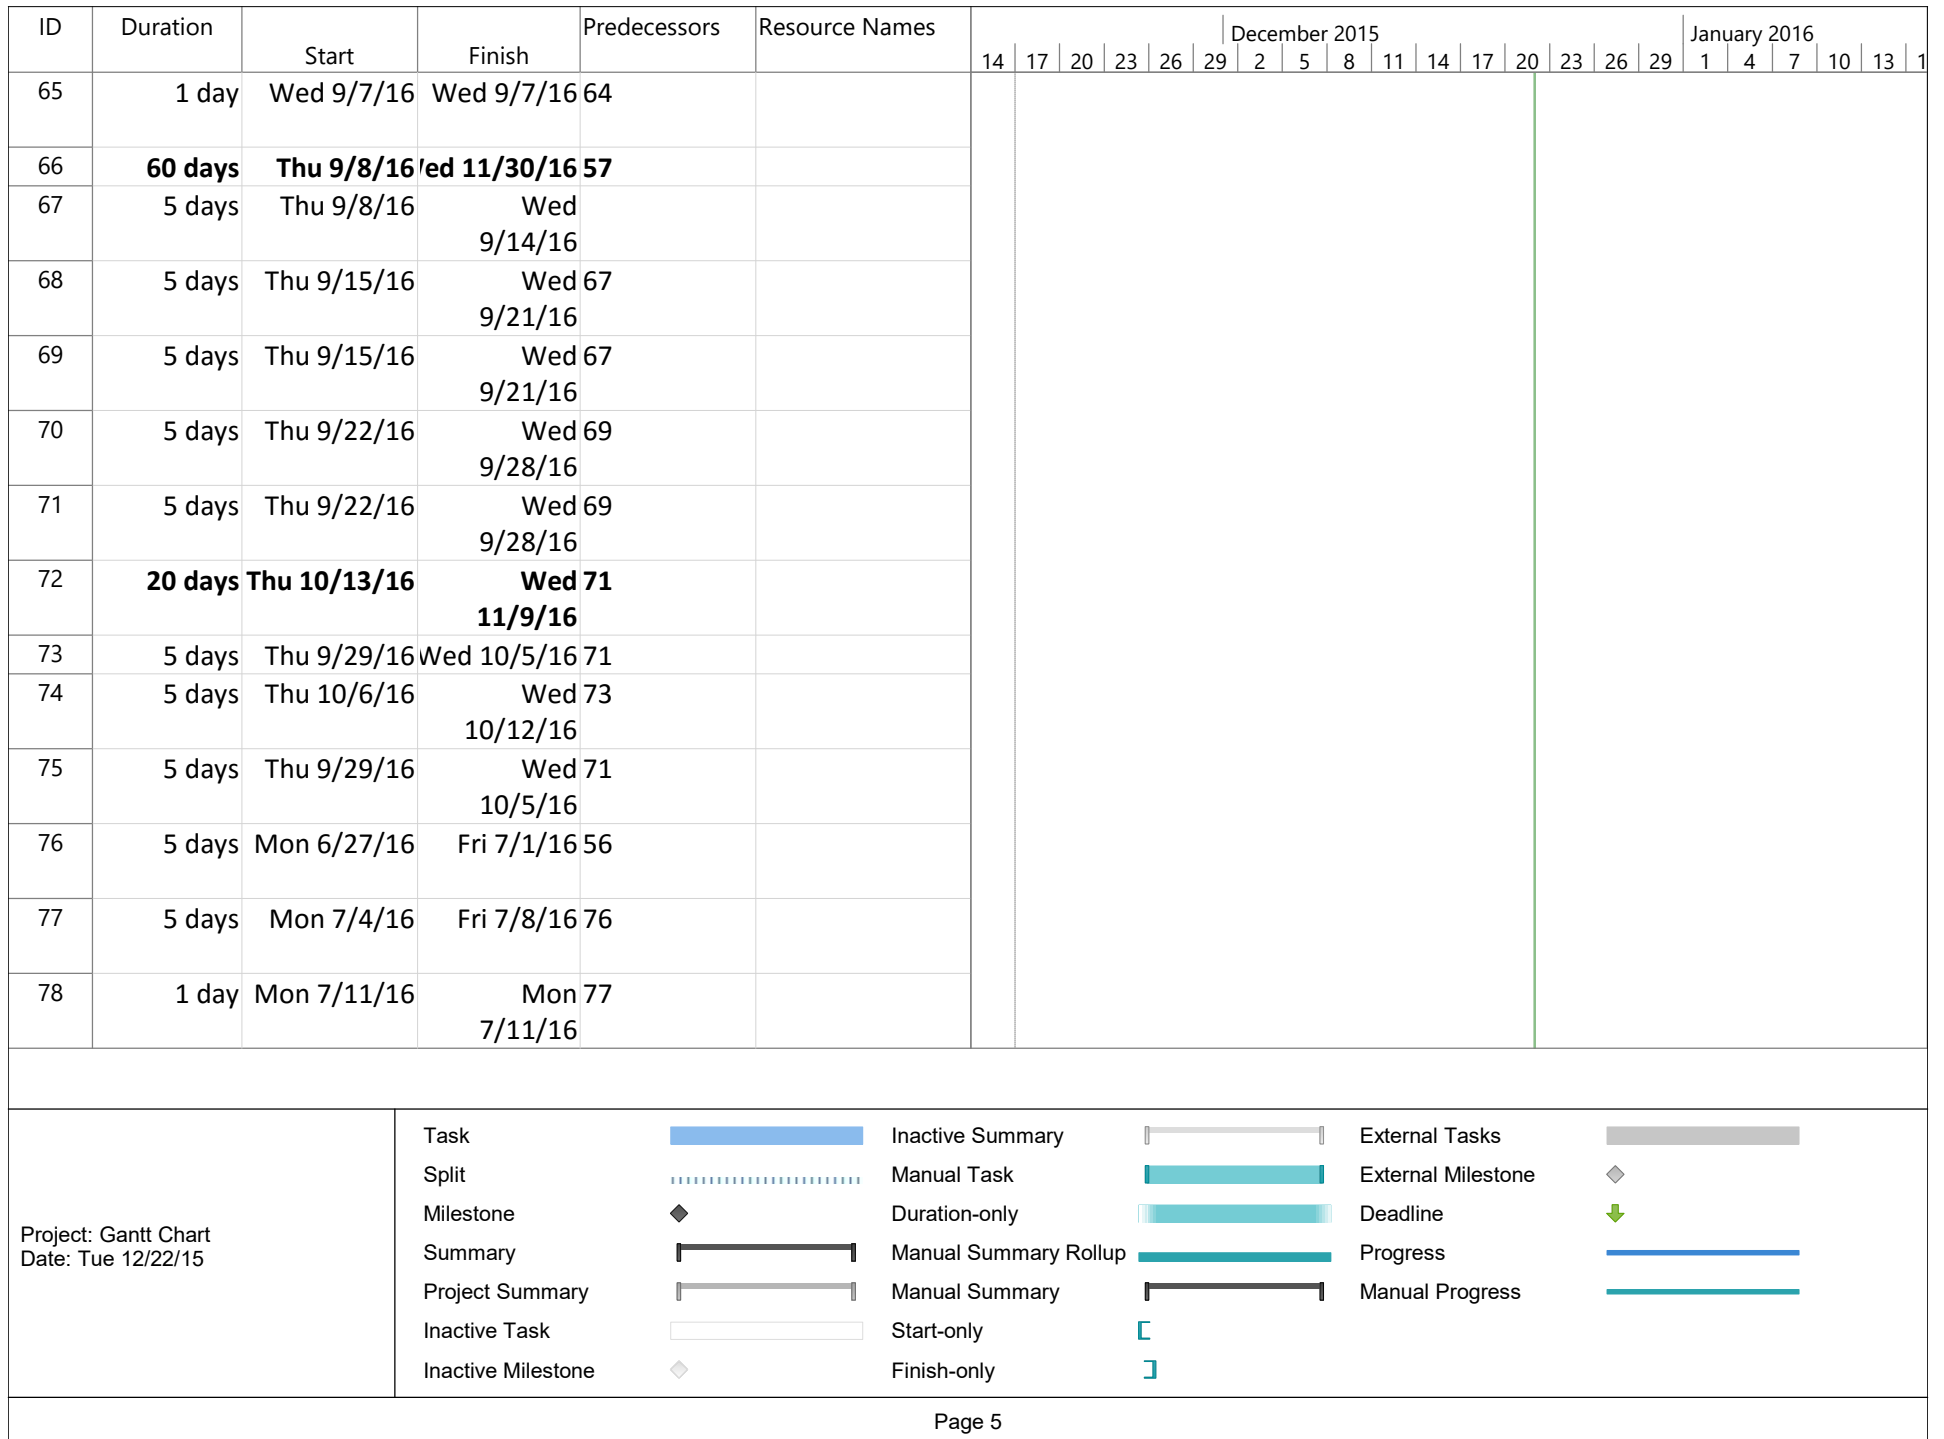 ID Duration Start Finish Predecessors Resource Names
December 2015 January 2016
14 17 20 23 26 29 2 5 8 11 14 17 20 23 26 29 1 4 7 10 13 1
65 1 day Wed 9/7/16 Wed 9/7/16 64
66 60 days Thu 9/8/16 ed 11/30/16 57
67 5 days Thu 9/8/16 Wed
9/14/16
68 5 days Thu 9/15/16 Wed 67
9/21/16
69 5 days Thu 9/15/16 Wed 67
9/21/16
70 5 days Thu 9/22/16 Wed 69
9/28/16
71 5 days Thu 9/22/16 Wed 69
9/28/16
72 20 days Thu 10/13/16 Wed 71
11/9/16
73 5 days Thu 9/29/16 Wed 10/5/16 71
74 5 days Thu 10/6/16 Wed 73
10/12/16
75 5 days Thu 9/29/16 Wed 71
10/5/16
76 5 days Mon 6/27/16 Fri 7/1/16 56
77 5 days Mon 7/4/16 Fri 7/8/16 76
78 1 day Mon 7/11/16 Mon 77
7/11/16
Project: Gantt Chart
Date: Tue 12/22/15
Task
Split
Milestone
Summary
Project Summary
Inactive Task
Inactive Milestone
Inactive Summary
Manual Task
Duration-only
Manual Summary Rollup
Manual Summary
Start-only
Finish-only
External Tasks
External Milestone
Deadline
Progress
Manual Progress
Page 5